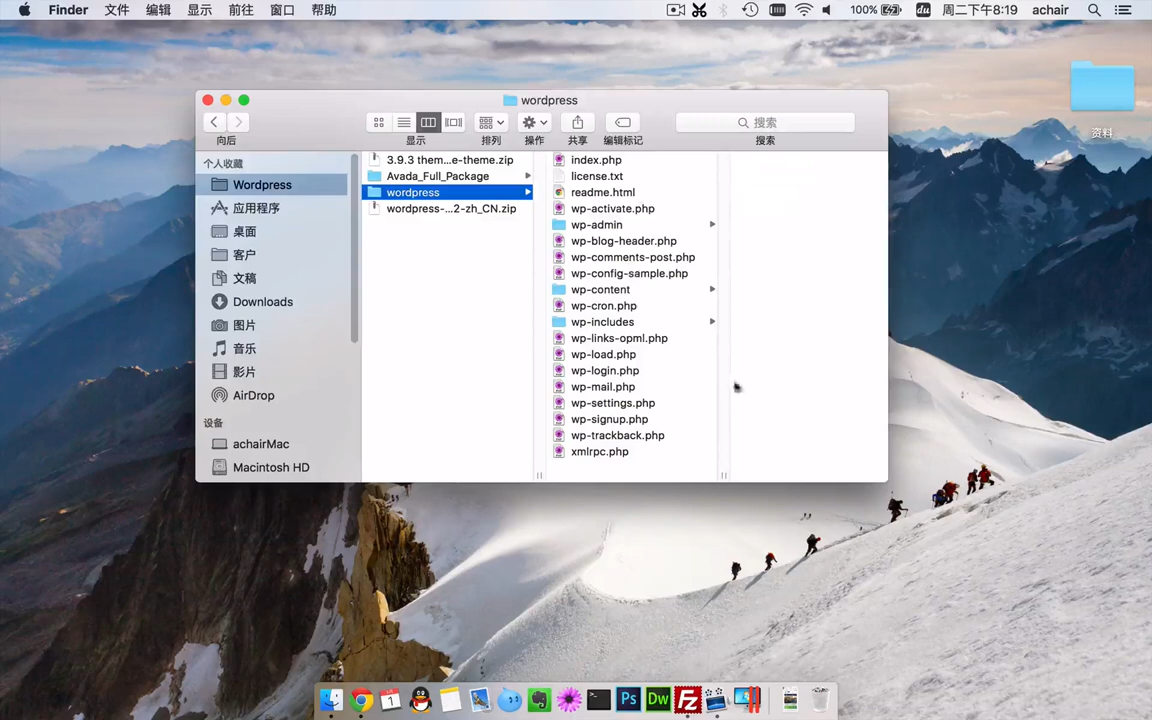 Finder 文件 编辑 显示 前往 窗口 帮助 100% du 周二下午8:19 achair
资料
wordpress
向后 显示 排列 操作 共享 编辑标记 搜索
搜索
个人收藏
Wordpress
应用程序
桌面
客户
文稿
Downloads
图片
音乐
影片
AirDrop
设备
achairMac
Macintosh HD
3.9.3 them...e-theme.zip
Avada_Full_Package
wordpress
wordpress-...2-zh_CN.zip
index.php
license.txt
readme.html
wp-activate.php
wp-admin
wp-blog-header.php
wp-comments-post.php
wp-config-sample.php
wp-content
wp-cron.php
wp-includes
wp-links-opml.php
wp-load.php
wp-login.php
wp-mail.php
wp-settings.php
wp-signup.php
wp-trackback.php
xmlrpc.php
1 Ps Dw Fz